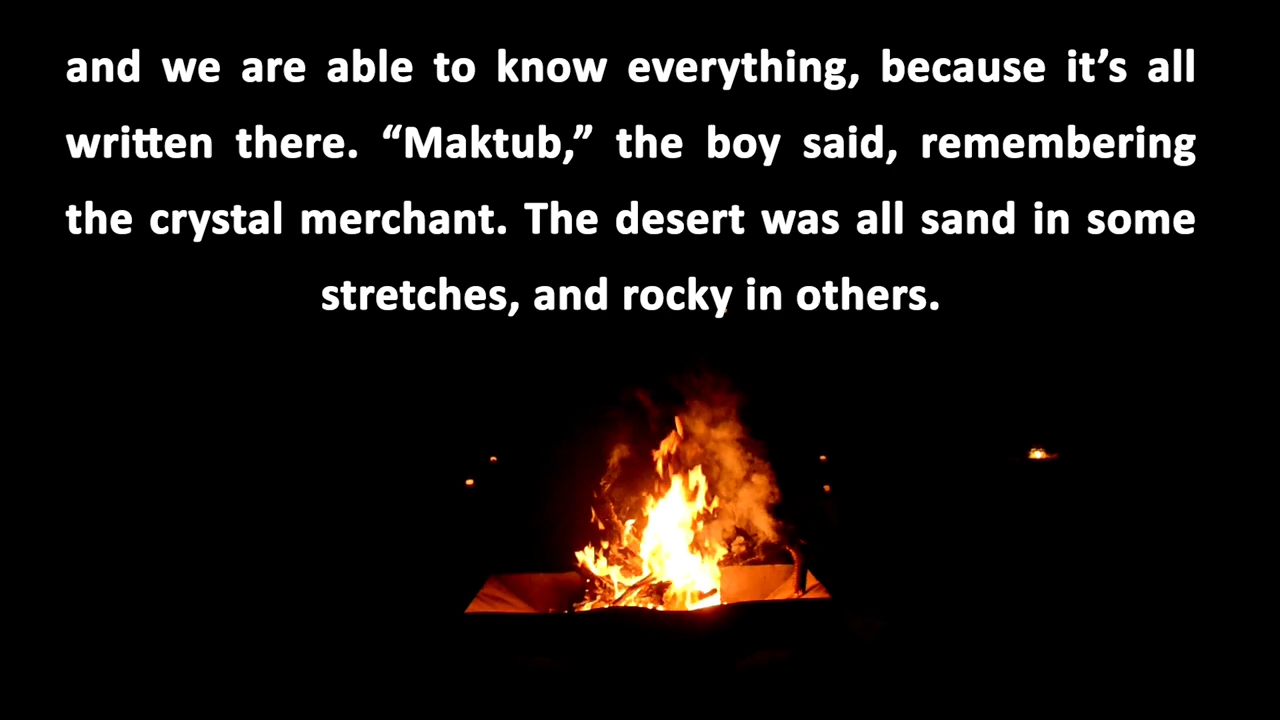 and we are able to know everything, because it’s all
written there. “Maktub,” the boy said, remembering
the crystal merchant. The desert was all sand in some
stretches, and rocky in others.